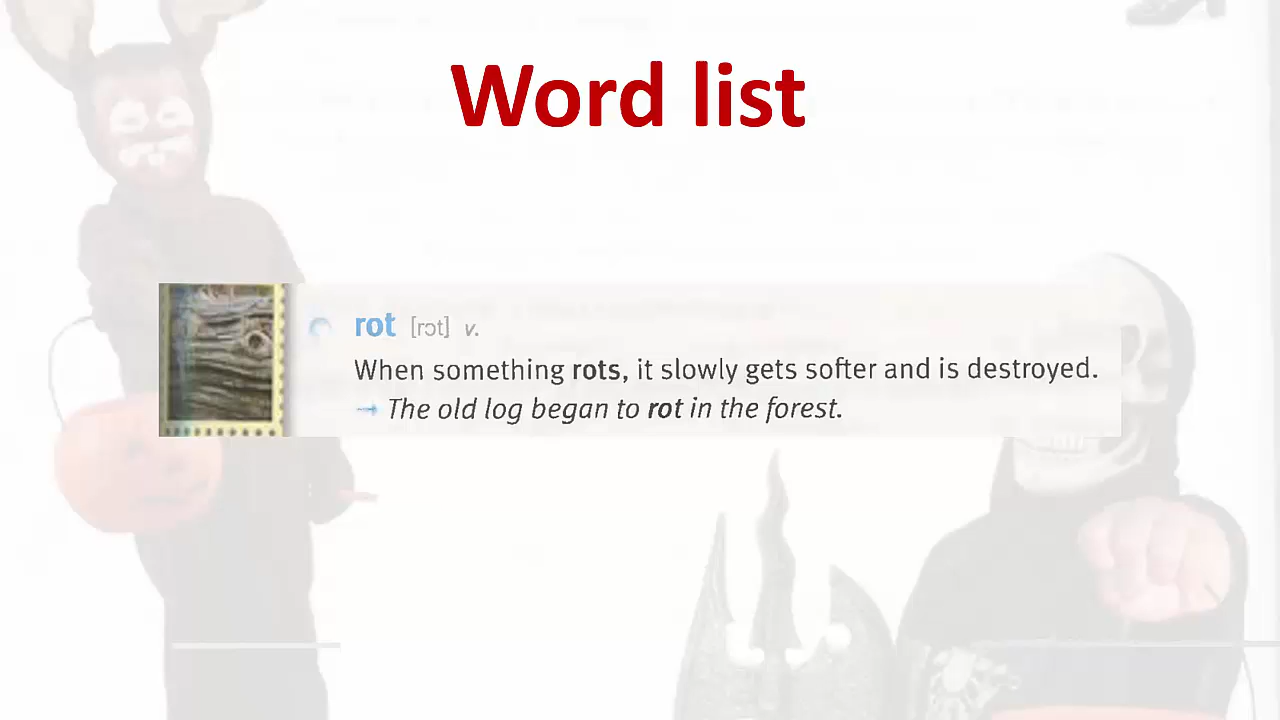 Word list
rot [rɔt] v.
When something rots, it slowly gets softer and is destroyed.
→ The old log began to rot in the forest.